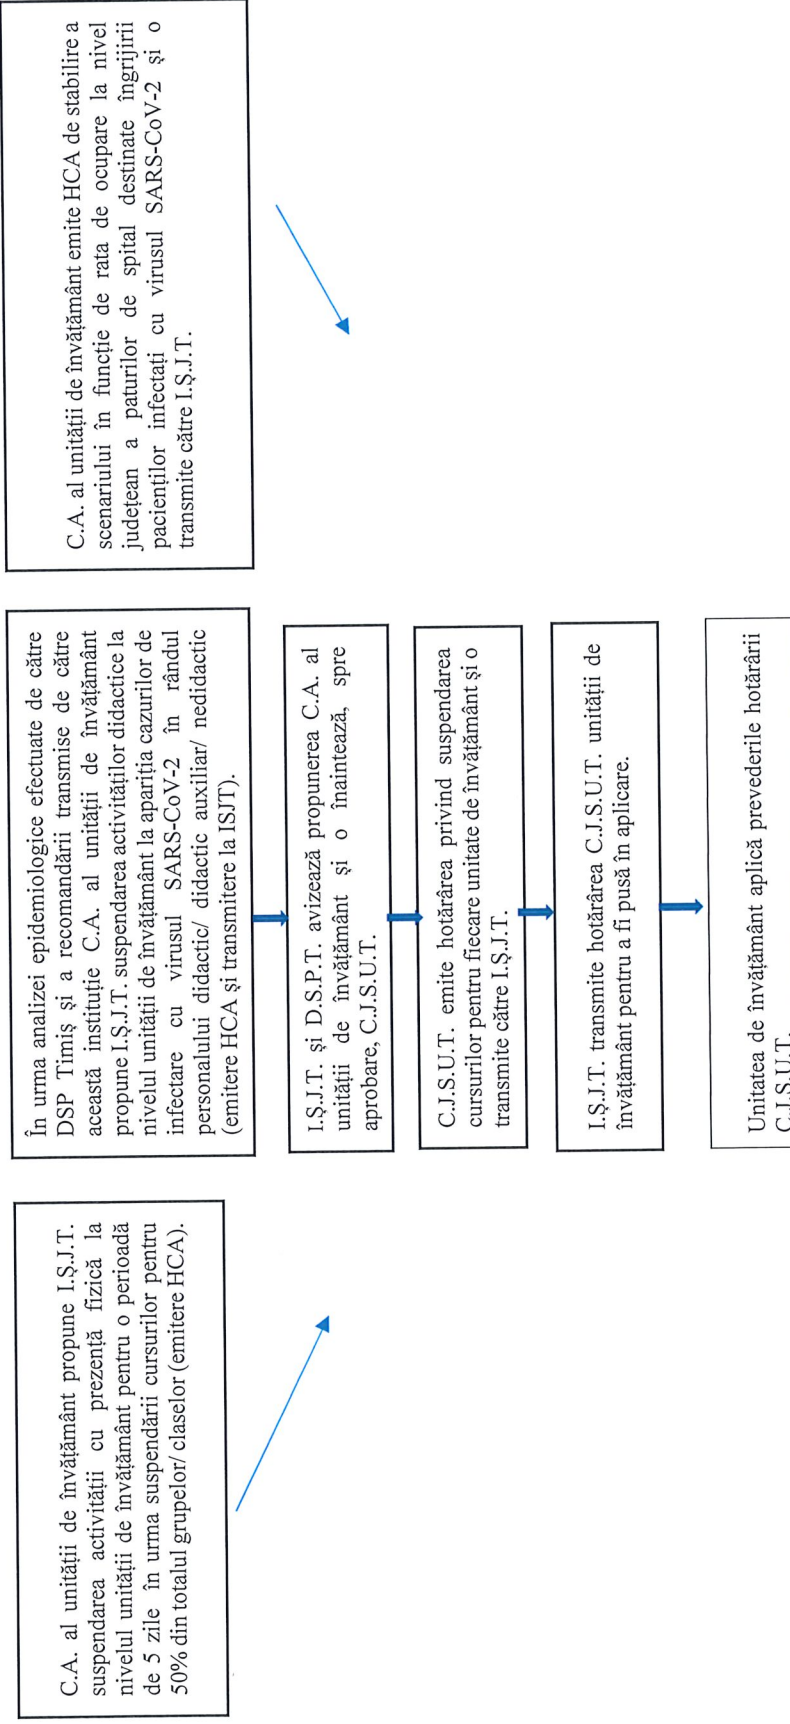 C.A. al unității de învățământ propune I.Ș.J.T.
suspendarea activității cu prezență fizică la
nivelul unității de învățământ pentru o perioadă
de 5 zile în urma suspendării cursurilor pentru
50% din totalul grupelor/ claselor (emitere HCA).
În urma analizei epidemiologice efectuate de către
DSP Timiș și a recomandării transmise de către
această instituție C.A. al unității de învățământ
propune I.Ș.J.T. suspendarea activităților didactice la
nivelul unității de învățământ la apariția cazurilor de
infectare cu virusul SARS-CoV-2 în rândul
personalului didactic/ didactic auxiliar/ nedidactic
(emitere HCA și transmitere la ISJT).
C.A. al unității de învățământ emite HCA de stabilire a
scenariului în funcție de rata de ocupare la nivel
județean a paturilor de spital destinate îngrijirii
pacienților infectați cu virusul SARS-CoV-2 și o
transmite către I.Ș.J.T.
I.Ș.J.T. și D.S.P.T. avizează propunerea C.A. al
unității de învățământ și o înaintează, spre
aprobare, C.J.S.U.T.
C.J.S.U.T. emite hotărârea privind suspendarea
cursurilor pentru fiecare unitate de învățământ și o
transmite către I.Ș.J.T.
I.Ș.J.T. transmite hotărârea C.J.S.U.T. unității de
învățământ pentru a fi pusă în aplicare.
Unitatea de învățământ aplică prevederile hotărârii
C.J.S.U.T.